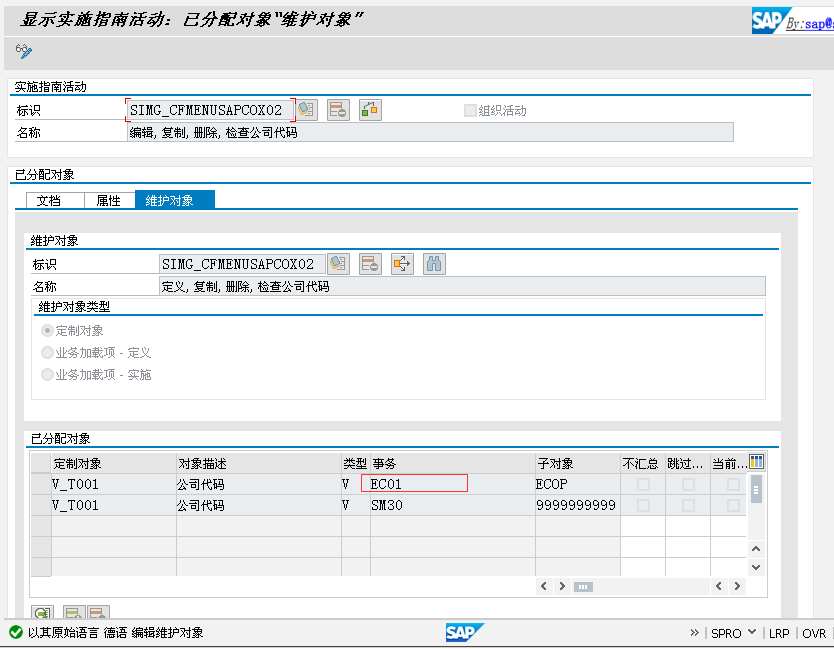 显示实施指南活动：已分配对象“维护对象”
SAP By:sap@s
实施指南活动
标识 SIMG_CFMENUSAPCOX02 组织活动
名称 编辑，复制，删除，检查公司代码
已分配对象
文档 属性 维护对象
维护对象
标识 SIMG_CFMENUSAPCOX02
名称 定义，复制，删除，检查公司代码
维护对象类型
定制对象
业务加载项 - 定义
业务加载项 - 实施
已分配对象
定制对象 对象描述 类型 事务 子对象 不汇总 跳过... 当前...
V_T001 公司代码 V EC01 ECOP
V_T001 公司代码 V SM30 9999999999
以其原始语言 德语 编辑维护对象 SAP SPRO LRP OVR